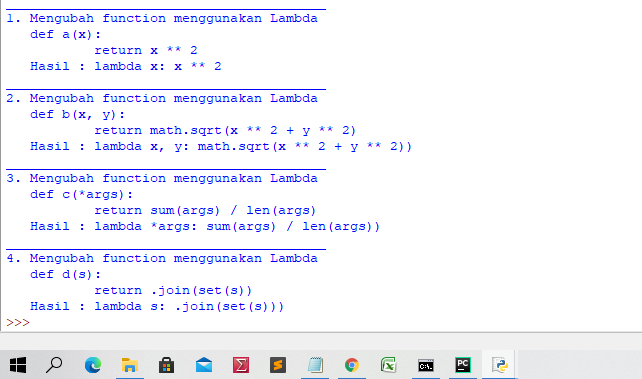 1. Mengubah function menggunakan Lambda
def a(x):
return x ** 2
Hasil : lambda x: x ** 2
2. Mengubah function menggunakan Lambda
def b(x, y):
return math.sqrt(x ** 2 + y ** 2)
Hasil : lambda x, y: math.sqrt(x ** 2 + y ** 2))
3. Mengubah function menggunakan Lambda
def c(*args):
return sum(args) / len(args)
Hasil : lambda *args: sum(args) / len(args))
4. Mengubah function menggunakan Lambda
def d(s):
return .join(set(s))
Hasil : lambda s: .join(set(s)))
>>>
C:\.
PC